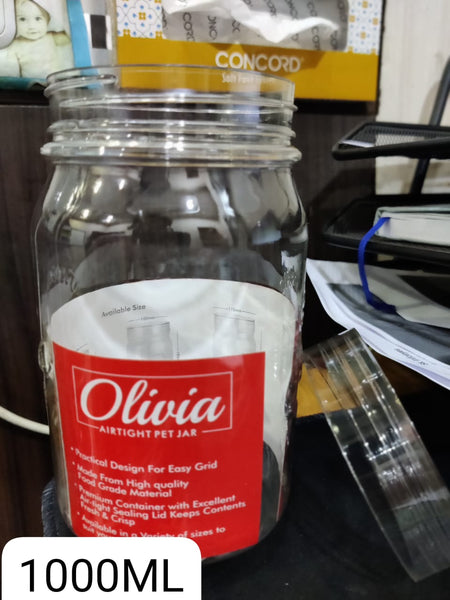 CONCORD
Available Size
Olivia
AIRTIGHT PET JAR
• Practical Design For Easy Grid
• Made From High quality
Food Grade Material
• Premium Container with Excellent
Air-tight Sealing Lid Keeps Contents
Fresh & Crisp
• Available in a Variety of sizes to
1000ML